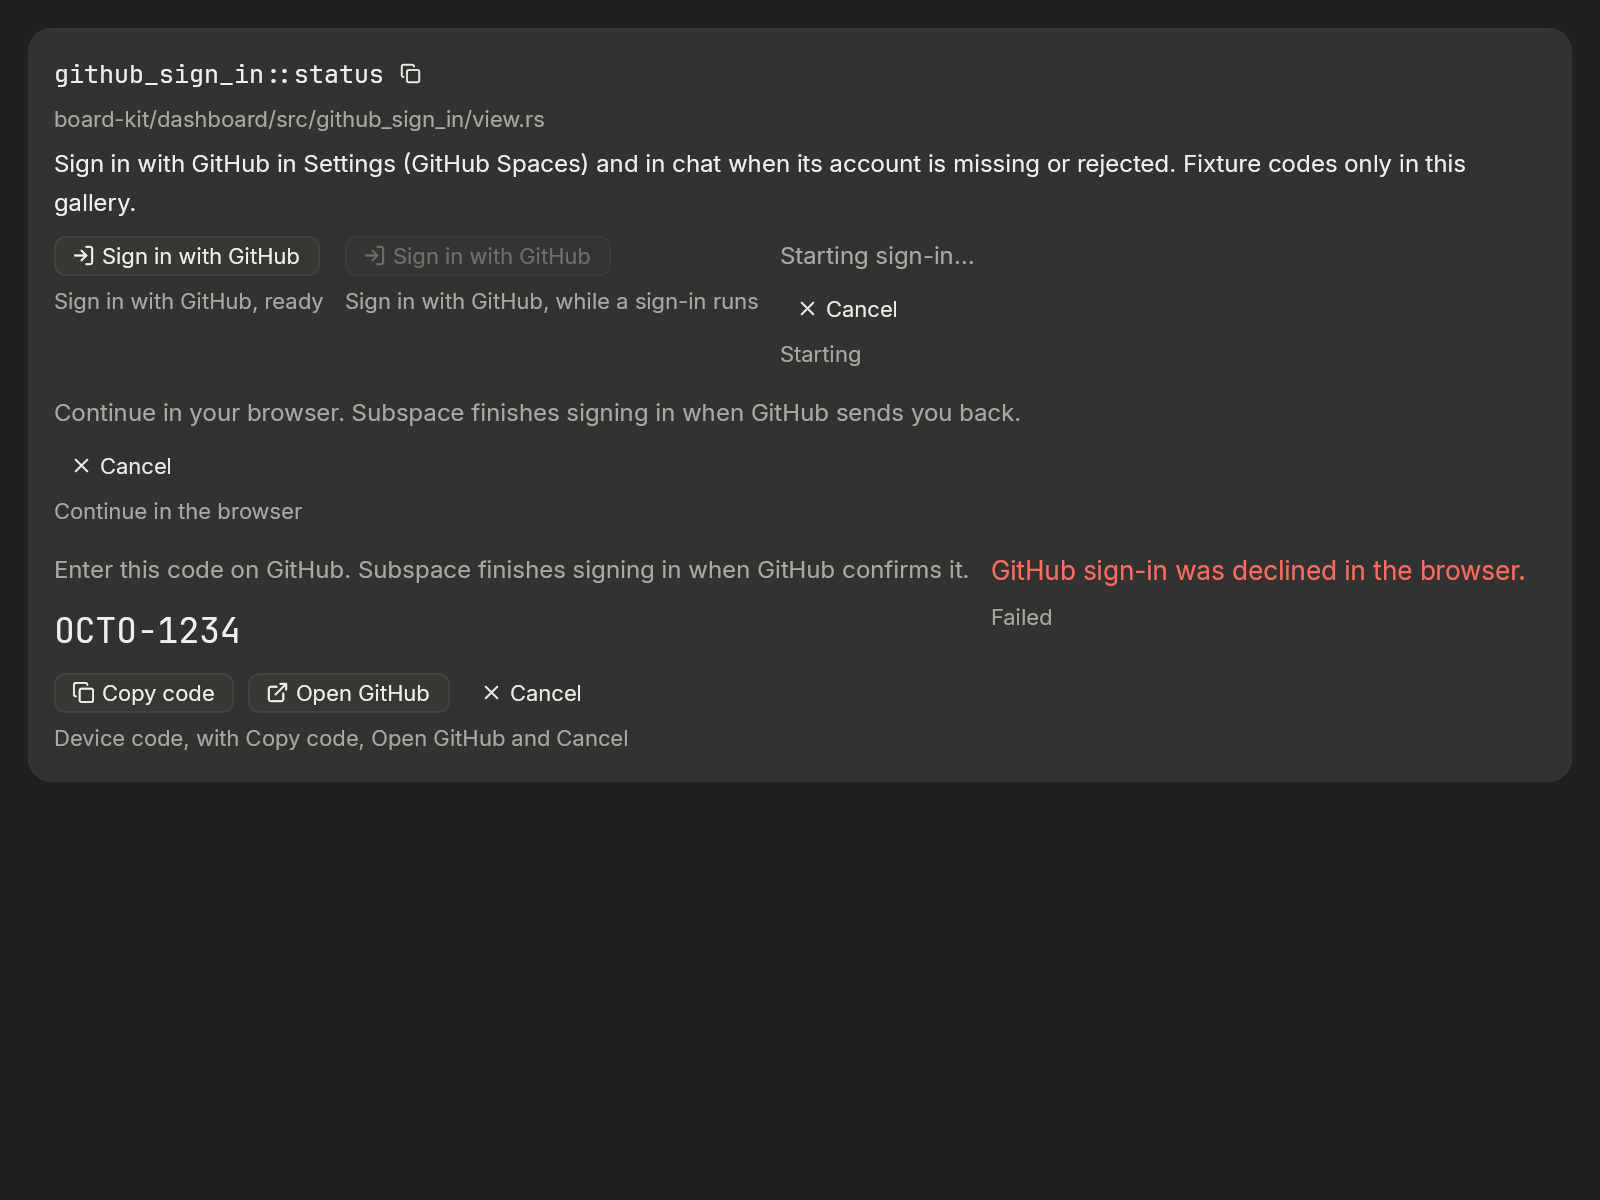 github_sign_in::status
board-kit/dashboard/src/github_sign_in/view.rs
Sign in with GitHub in Settings (GitHub Spaces) and in chat when its account is missing or rejected. Fixture codes only in this
gallery.
Sign in with GitHub
Sign in with GitHub, ready
Sign in with GitHub
Sign in with GitHub, while a sign-in runs
Starting sign-in...
Cancel
Starting
Continue in your browser. Subspace finishes signing in when GitHub sends you back.
Cancel
Continue in the browser
Enter this code on GitHub. Subspace finishes signing in when GitHub confirms it.
OCTO-1234
Copy code
Open GitHub
Cancel
Device code, with Copy code, Open GitHub and Cancel
GitHub sign-in was declined in the browser.
Failed